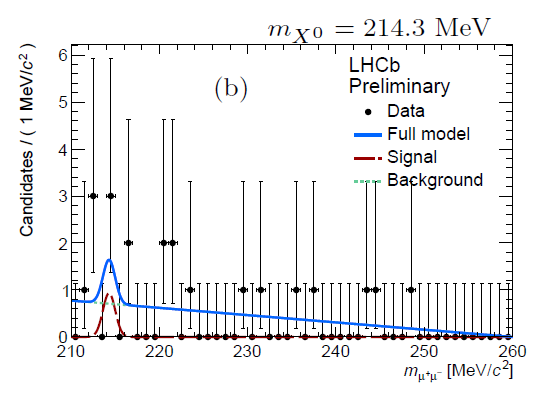 m_{X^0} = 214.3 MeV
LHCb
Preliminary
(b)
Data
Full model
Signal
Background
Candidates / ( 1 MeV/c² )
6
5
4
3
2
1
0
210 220 230 240 250 260
m_{μ⁺μ⁻} [MeV/c²]